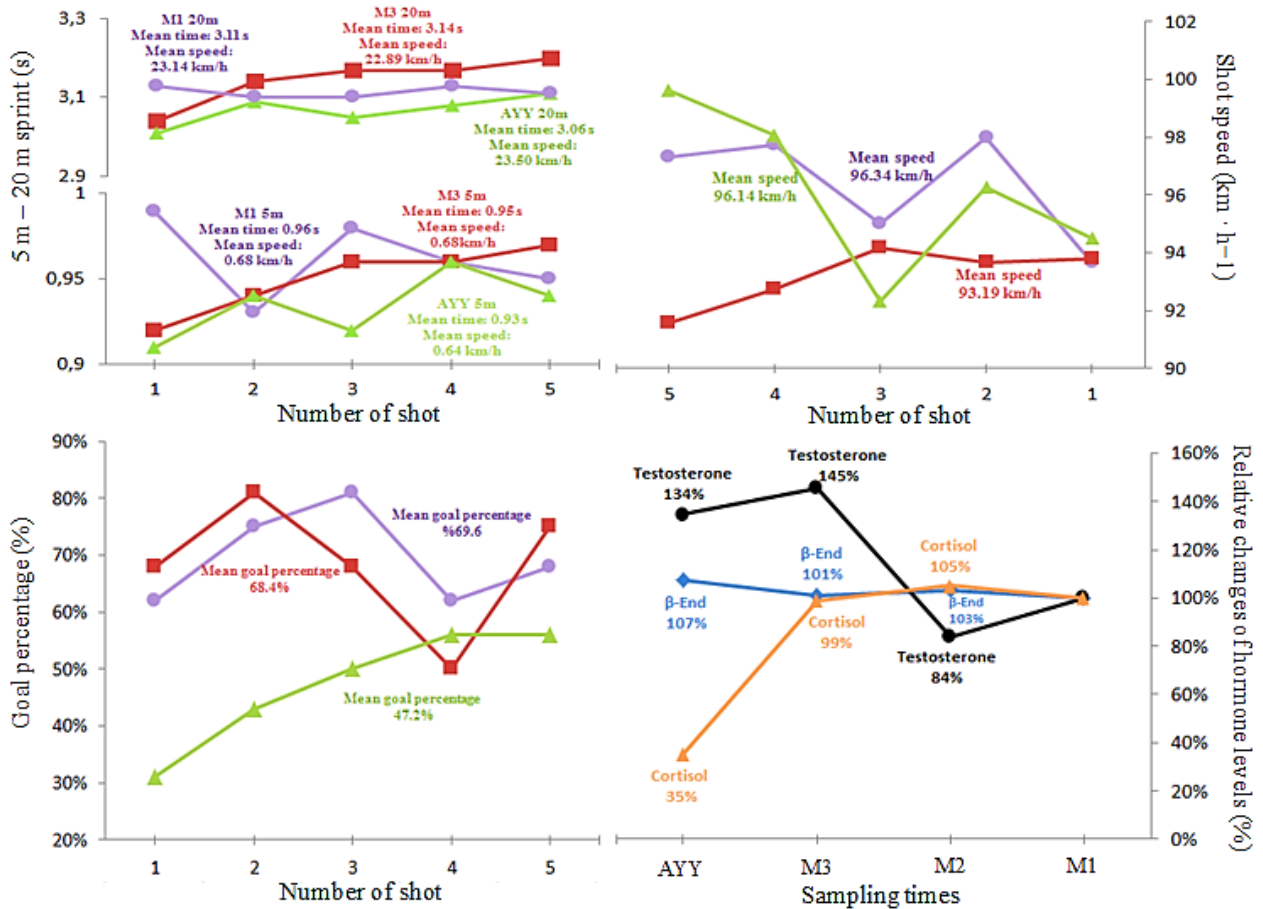 5 m – 20 m sprint (s)
3,3
3,1
2.9
1
0,95
0,9
M1 20m
Mean time: 3.11s
Mean speed:
23.14 km/h
M3 20m
Mean time: 3.14s
Mean speed:
22.89 km/h
AYY 20m
Mean time: 3.06s
Mean speed:
23.50 km/h
M1 5m
Mean time: 0.96s
Mean speed:
0.68 km/h
M3 5m
Mean time: 0.95s
Mean speed:
0.68km/h
AYY 5m
Mean time: 0.93s
Mean speed:
0.64 km/h
1 2 3 4 5
Number of shot
102
100
98
96
94
92
90
Shot speed (km · h−1)
Mean speed
96.14 km/h
Mean speed
96.34 km/h
Mean speed
93.19 km/h
5 4 3 2 1
Number of shot
Goal percentage (%)
90%
80%
70%
60%
50%
40%
30%
20%
Mean goal percentage
%69.6
Mean goal percentage
68.4%
Mean goal percentage
47.2%
1 2 3 4 5
Number of shot
160%
140%
120%
100%
80%
60%
40%
20%
0%
Relative changes of hormone levels (%)
Testosterone
134%
Testosterone
145%
β-End
107%
β-End
101%
Cortisol
105%
β-End
103%
Cortisol
99%
Testosterone
84%
Cortisol
35%
AYY M3 M2 M1
Sampling times